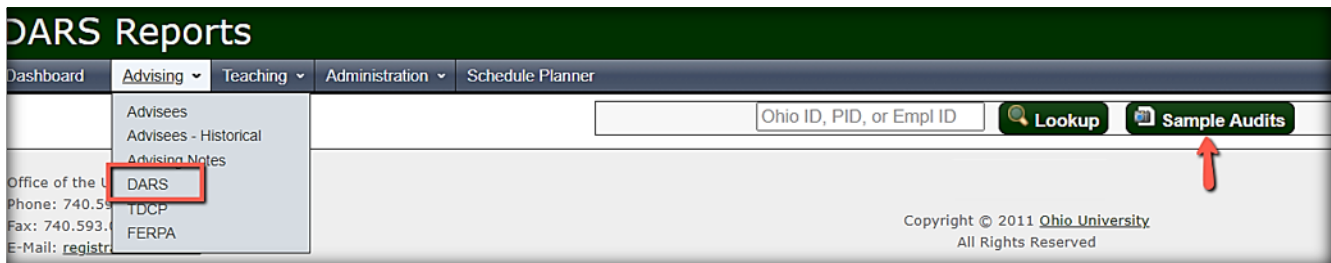 DARS Reports
Dashboard Advising Teaching Administration Schedule Planner
Advisees
Advisees - Historical
Advising Notes
DARS
TDCP
FERPA
Ohio ID, PID, or Empl ID Lookup Sample Audits
Office of the
Phone: 740.59
Fax: 740.593.
E-Mail: registr
Copyright © 2011 Ohio University
All Rights Reserved